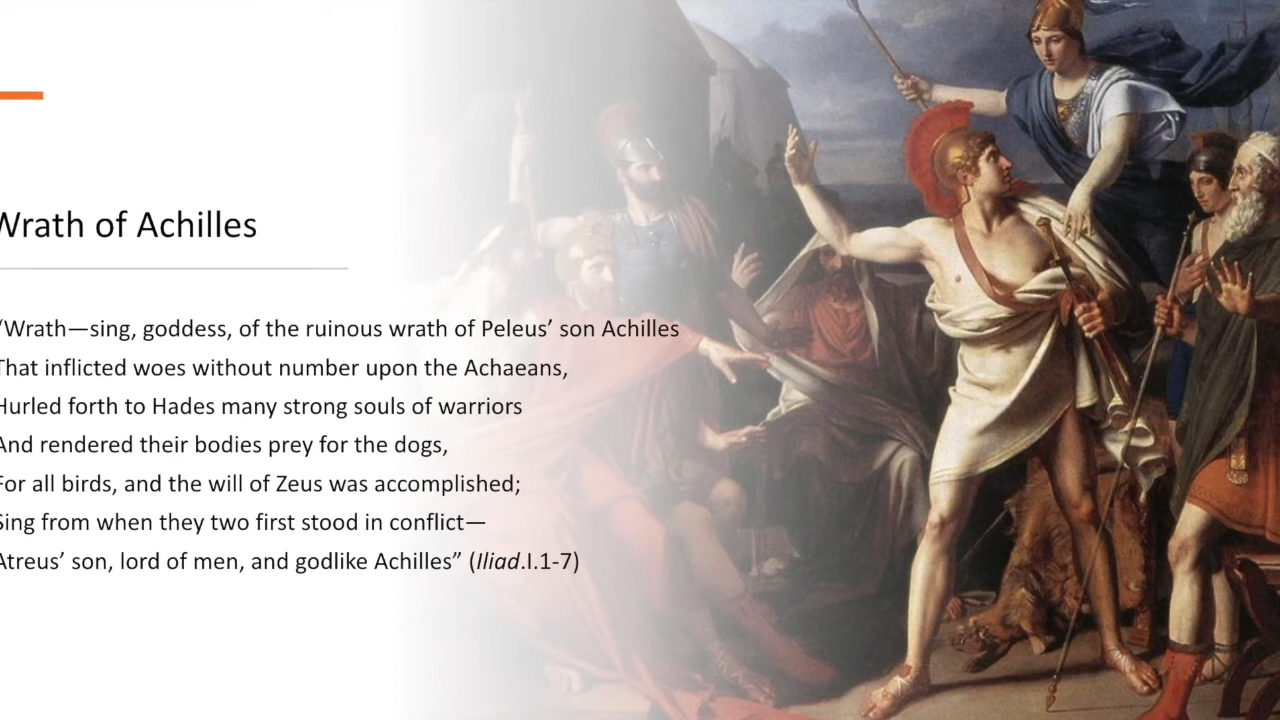 Wrath of Achilles
“Wrath—sing, goddess, of the ruinous wrath of Peleus’ son Achilles
That inflicted woes without number upon the Achaeans,
Hurled forth to Hades many strong souls of warriors
And rendered their bodies prey for the dogs,
For all birds, and the will of Zeus was accomplished;
Sing from when they two first stood in conflict—
Atreus’ son, lord of men, and godlike Achilles” (Iliad.I.1-7)